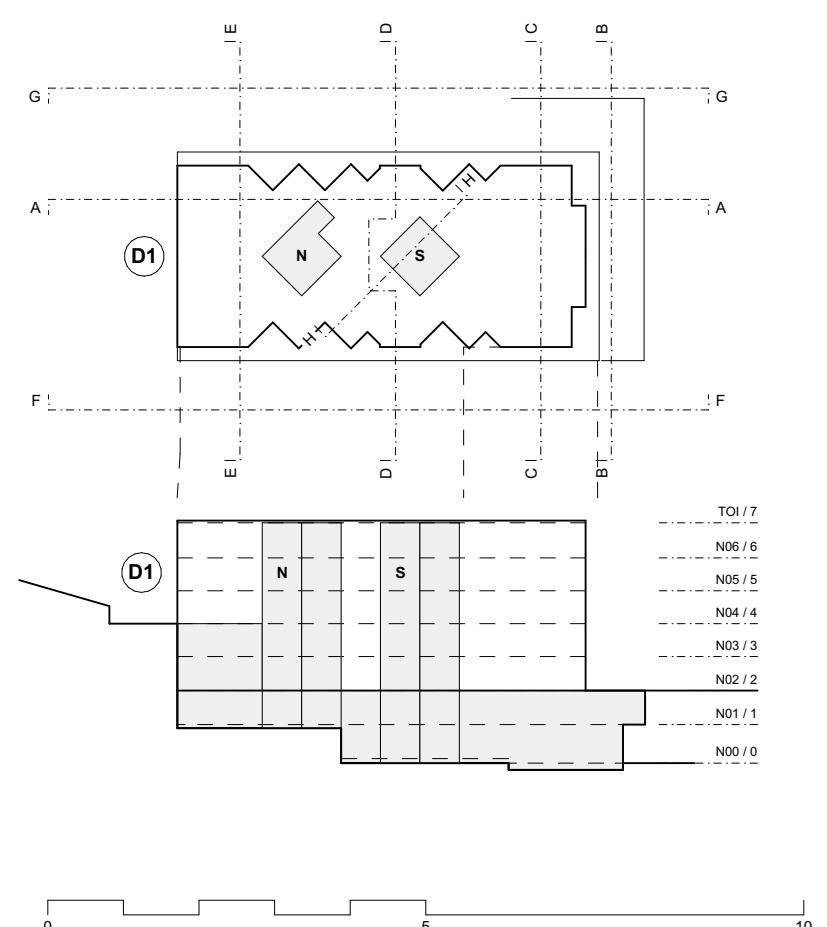 E D C B
G G
A A
H
D1 N S
H
F F
E D C B
TOI / 7
N06 / 6
D1 N S
N05 / 5
N04 / 4
N03 / 3
N02 / 2
N01 / 1
N00 / 0
0 5 10